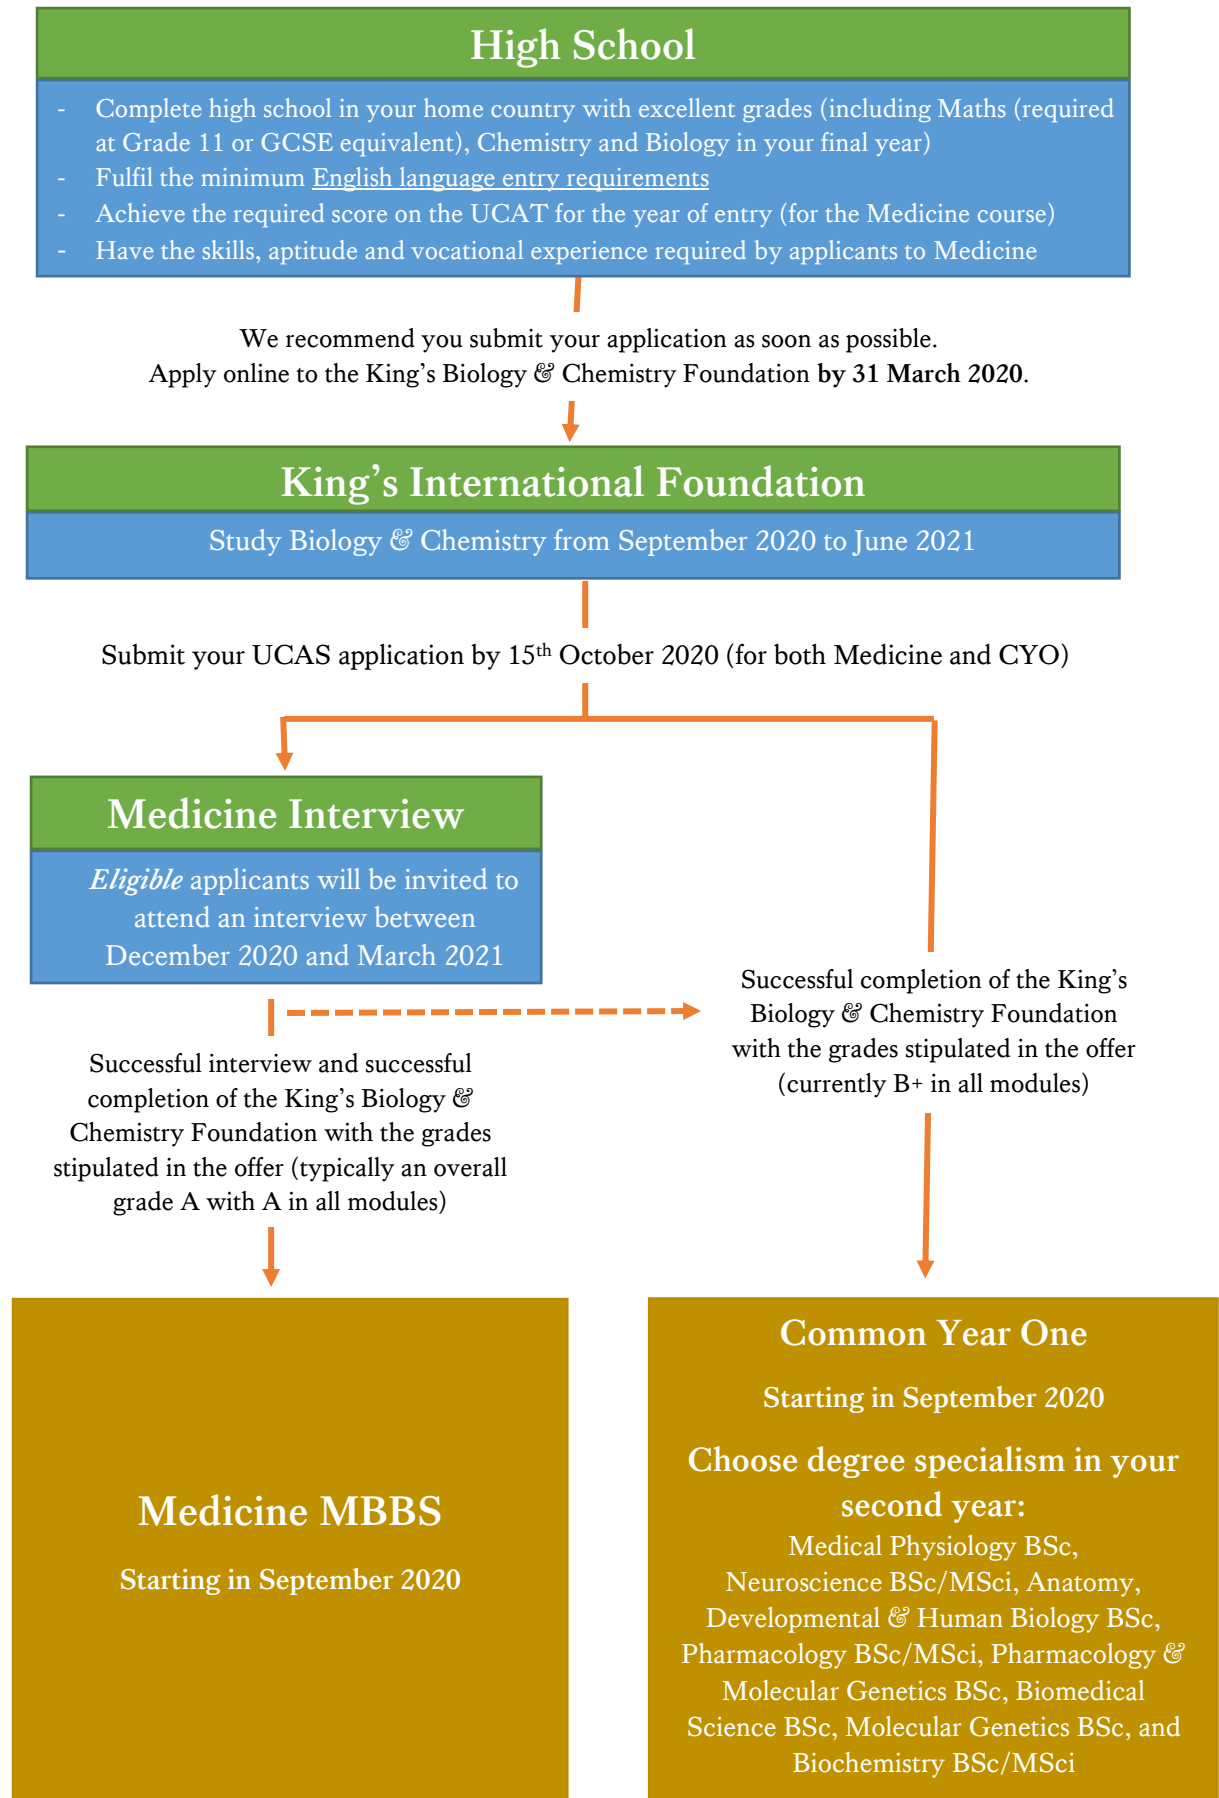 High School
- Complete high school in your home country with excellent grades (including Maths (required
at Grade 11 or GCSE equivalent), Chemistry and Biology in your final year)
- Fulfil the minimum English language entry requirements
- Achieve the required score on the UCAT for the year of entry (for the Medicine course)
- Have the skills, aptitude and vocational experience required by applicants to Medicine
We recommend you submit your application as soon as possible.
Apply online to the King's Biology & Chemistry Foundation by 31 March 2020.
King's International Foundation
Study Biology & Chemistry from September 2020 to June 2021
Submit your UCAS application by 15th October 2020 (for both Medicine and CYO)
Medicine Interview
Eligible applicants will be invited to
attend an interview between
December 2020 and March 2021
Successful interview and successful
completion of the King's Biology &
Chemistry Foundation with the grades
stipulated in the offer (typically an overall
grade A with A in all modules)
Successful completion of the King's
Biology & Chemistry Foundation
with the grades stipulated in the offer
(currently B+ in all modules)
Medicine MBBS
Starting in September 2020
Common Year One
Starting in September 2020
Choose degree specialism in your
second year:
Medical Physiology BSc,
Neuroscience BSc/MSci, Anatomy,
Developmental & Human Biology BSc,
Pharmacology BSc/MSci, Pharmacology &
Molecular Genetics BSc, Biomedical
Science BSc, Molecular Genetics BSc, and
Biochemistry BSc/MSci